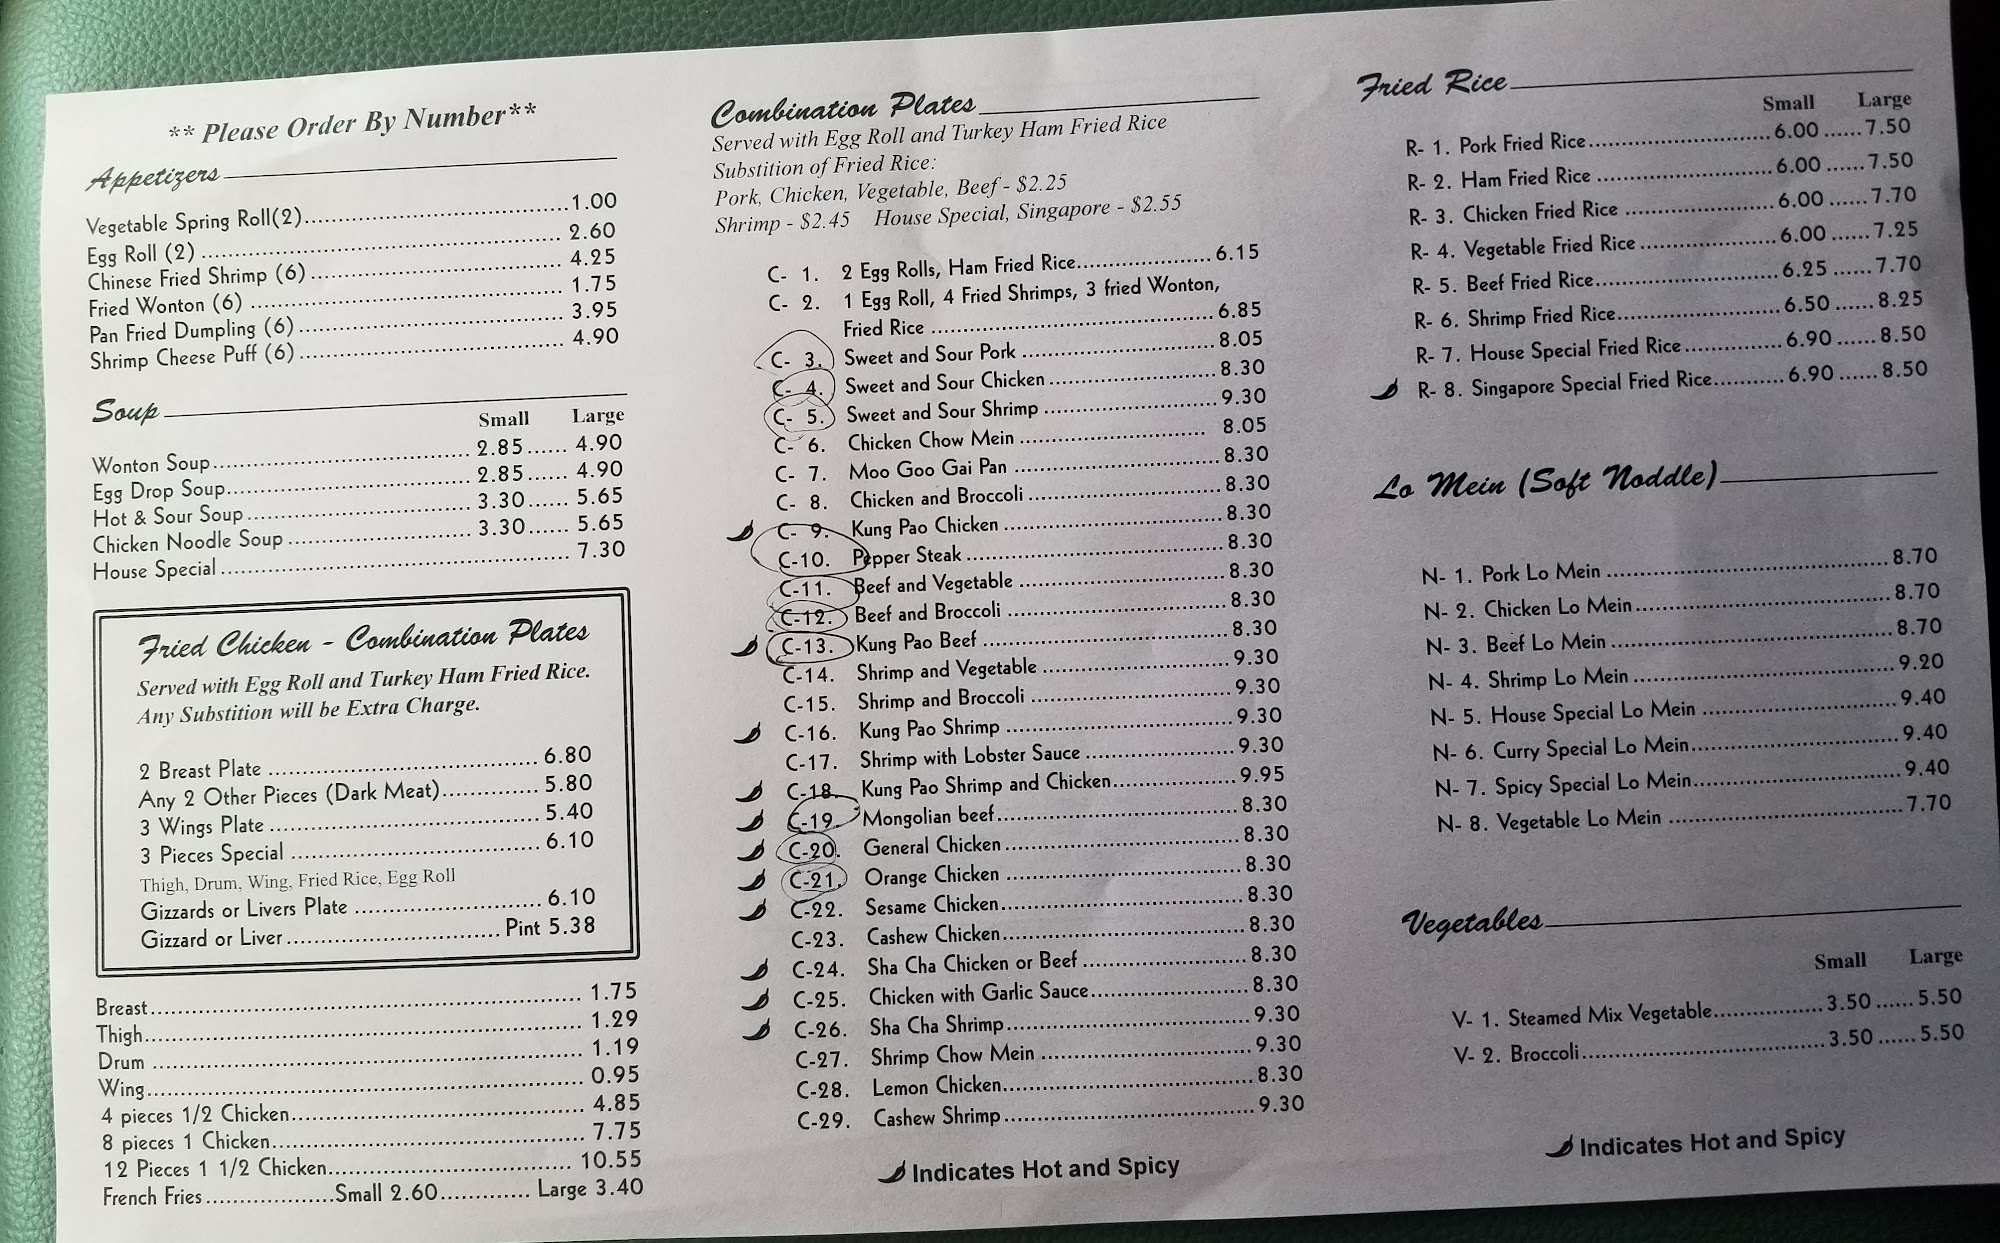 ** Please Order By Number**
Appetizers
Vegetable Spring Roll(2) 1.00
Egg Roll (2) 2.60
Chinese Fried Shrimp (6) 4.25
Fried Wonton (6) 1.75
Pan Fried Dumpling (6) 3.95
Shrimp Cheese Puff (6) 4.90
Soup
Small Large
Wonton Soup 2.85 4.90
Egg Drop Soup 2.85 4.90
Hot & Sour Soup 3.30 5.65
Chicken Noodle Soup 3.30 5.65
House Special 7.30
Fried Chicken - Combination Plates
Served with Egg Roll and Turkey Ham Fried Rice.
Any Substition will be Extra Charge.
2 Breast Plate 6.80
Any 2 Other Pieces (Dark Meat) 5.80
3 Wings Plate 5.40
3 Pieces Special 6.10
Thigh, Drum, Wing, Fried Rice, Egg Roll
Gizzards or Livers Plate 6.10
Gizzard or Liver Pint 5.38
Breast 1.75
Thigh 1.29
Drum 1.19
Wing 0.95
4 pieces 1/2 Chicken 4.85
8 pieces 1 Chicken 7.75
12 Pieces 1 1/2 Chicken 10.55
French Fries Small 2.60 Large 3.40
Combination Plates
Served with Egg Roll and Turkey Ham Fried Rice
Substition of Fried Rice:
Pork, Chicken, Vegetable, Beef - $2.25
Shrimp - $2.45 House Special, Singapore - $2.55
C- 1. 2 Egg Rolls, Ham Fried Rice 6.15
C- 2. 1 Egg Roll, 4 Fried Shrimps, 3 fried Wonton,
Fried Rice 6.85
C- 3. Sweet and Sour Pork 8.05
C- 4. Sweet and Sour Chicken 8.30
C- 5. Sweet and Sour Shrimp 9.30
C- 6. Chicken Chow Mein 8.05
C- 7. Moo Goo Gai Pan 8.30
C- 8. Chicken and Broccoli 8.30
C- 9. Kung Pao Chicken 8.30
C-10. Pepper Steak 8.30
C-11. Beef and Vegetable 8.30
C-12. Beef and Broccoli 8.30
C-13. Kung Pao Beef 8.30
C-14. Shrimp and Vegetable 9.30
C-15. Shrimp and Broccoli 9.30
C-16. Kung Pao Shrimp 9.30
C-17. Shrimp with Lobster Sauce 9.30
C-18. Kung Pao Shrimp and Chicken 9.95
C-19. Mongolian beef 8.30
C-20. General Chicken 8.30
C-21. Orange Chicken 8.30
C-22. Sesame Chicken 8.30
C-23. Cashew Chicken 8.30
C-24. Sha Cha Chicken or Beef 8.30
C-25. Chicken with Garlic Sauce 8.30
C-26. Sha Cha Shrimp 9.30
C-27. Shrimp Chow Mein 9.30
C-28. Lemon Chicken 8.30
C-29. Cashew Shrimp 9.30
Indicates Hot and Spicy
Fried Rice
Small Large
R- 1. Pork Fried Rice 6.00 7.50
R- 2. Ham Fried Rice 6.00 7.50
R- 3. Chicken Fried Rice 6.00 7.70
R- 4. Vegetable Fried Rice 6.00 7.25
R- 5. Beef Fried Rice 6.25 7.70
R- 6. Shrimp Fried Rice 6.50 8.25
R- 7. House Special Fried Rice 6.90 8.50
R- 8. Singapore Special Fried Rice 6.90 8.50
Lo Mein (Soft Noddle)
N- 1. Pork Lo Mein 8.70
N- 2. Chicken Lo Mein 8.70
N- 3. Beef Lo Mein 8.70
N- 4. Shrimp Lo Mein 9.20
N- 5. House Special Lo Mein 9.40
N- 6. Curry Special Lo Mein 9.40
N- 7. Spicy Special Lo Mein 9.40
N- 8. Vegetable Lo Mein 7.70
Vegetables
Small Large
V- 1. Steamed Mix Vegetable 3.50 5.50
V- 2. Broccoli 3.50 5.50
Indicates Hot and Spicy